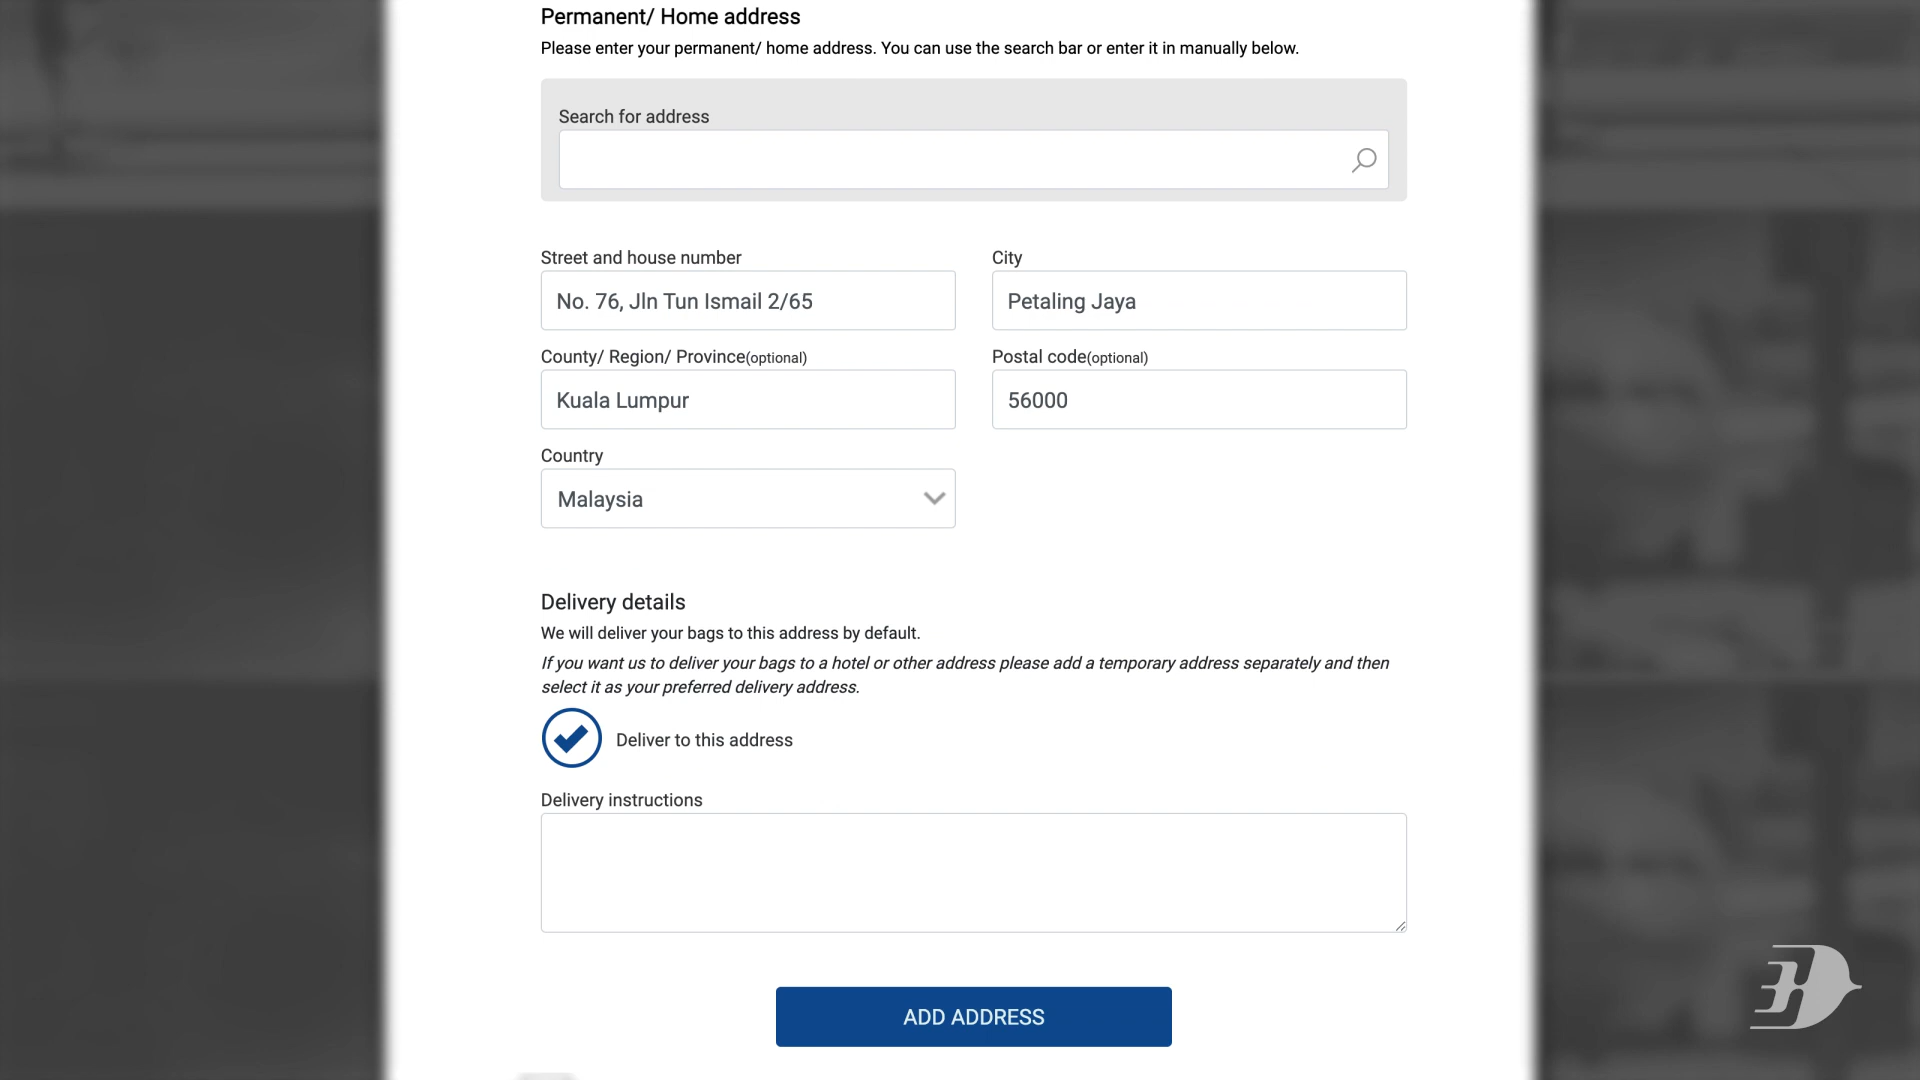 Permanent/ Home address
Please enter your permanent/ home address. You can use the search bar or enter it in manually below.
Search for address
Street and house number
No. 76, Jln Tun Ismail 2/65
City
Petaling Jaya
County/ Region/ Province(optional)
Kuala Lumpur
Postal code(optional)
56000
Country
Malaysia
Delivery details
We will deliver your bags to this address by default.
If you want us to deliver your bags to a hotel or other address please add a temporary address separately and then
select it as your preferred delivery address.
Deliver to this address
Delivery instructions
ADD ADDRESS